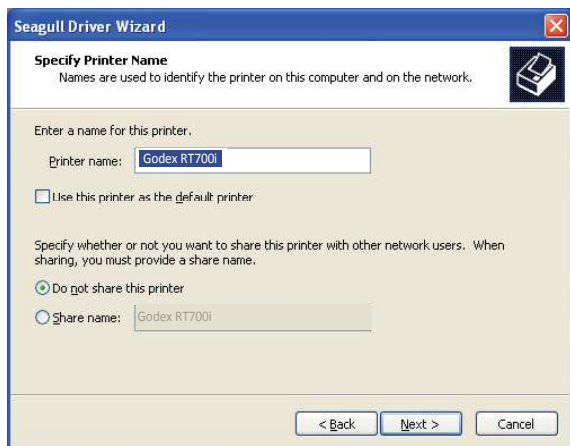 Seagull Driver Wizard
Specify Printer Name
Names are used to identify the printer on this computer and on the network.
Enter a name for this printer.
Printer name: Godex RT700i
Use this printer as the default printer
Specify whether or not you want to share this printer with other network users. When
sharing, you must provide a share name.
Do not share this printer
Share name: Godex RT700i
< Back Next > Cancel